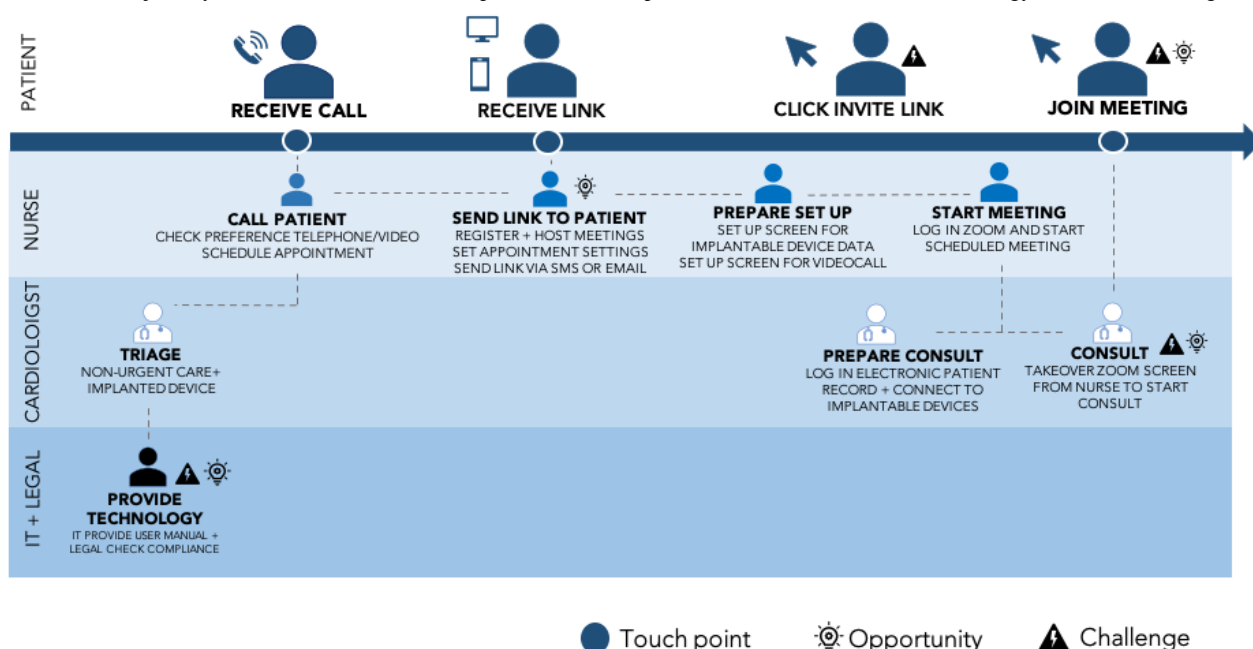 PATIENT
RECEIVE CALL
RECEIVE LINK
CLICK INVITE LINK
JOIN MEETING
NURSE
CALL PATIENT
CHECK PREFERENCE TELEPHONE/VIDEO
SCHEDULE APPOINTMENT
SEND LINK TO PATIENT
REGISTER + HOST MEETINGS
SET APPOINTMENT SETTINGS
SEND LINK VIA SMS OR EMAIL
PREPARE SET UP
SET UP SCREEN FOR
IMPLANTABLE DEVICE DATA
SET UP SCREEN FOR VIDEOCALL
START MEETING
LOG IN ZOOM AND START
SCHEDULED MEETING
CARDIOLOIGST
TRIAGE
NON-URGENT CARE+
IMPLANTED DEVICE
PREPARE CONSULT
LOG IN ELECTRONIC PATIENT
RECORD + CONNECT TO
IMPLANTABLE DEVICES
CONSULT
TAKEOVER ZOOM SCREEN
FROM NURSE TO START
CONSULT
IT + LEGAL
PROVIDE
TECHNOLOGY
IT PROVIDE USER MANUAL +
LEGAL CHECK COMPLIANCE
Touch point
Opportunity
Challenge